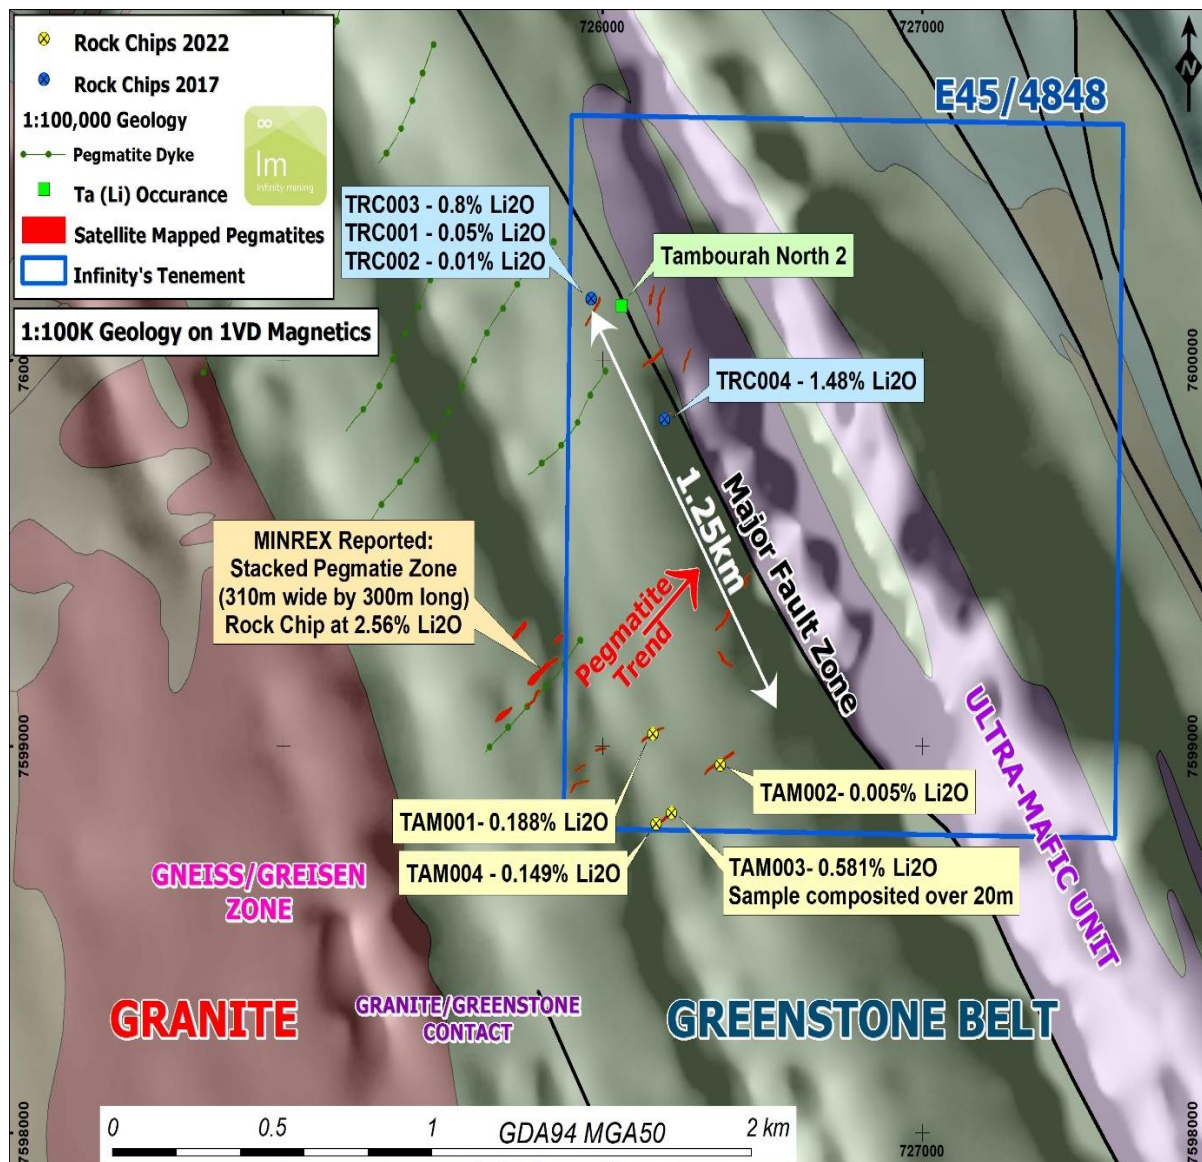 Rock Chips 2022
Rock Chips 2017
1:100,000 Geology
Pegmatite Dyke
Ta (Li) Occurance
Satellite Mapped Pegmatites
Infinity's Tenement
∞
Im
Infinity mining
1:100K Geology on 1VD Magnetics
726000
727000
N
E45/4848
TRC003 - 0.8% Li2O
TRC001 - 0.05% Li2O
TRC002 - 0.01% Li2O
Tambourah North 2
7600000
7600000
TRC004 - 1.48% Li2O
1.25km
Major Fault Zone
MINREX Reported:
Stacked Pegmatie Zone
(310m wide by 300m long)
Rock Chip at 2.56% Li2O
Pegmatite
Trend
ULTRA-MAFIC UNIT
7599000
7599000
TAM001- 0.188% Li2O
TAM002- 0.005% Li2O
TAM004 - 0.149% Li2O
TAM003- 0.581% Li2O
Sample composited over 20m
GNEISS/GREISEN
ZONE
GRANITE
GRANITE/GREENSTONE
CONTACT
GREENSTONE BELT
7598000
7598000
0 0.5 1 GDA94 MGA50 2 km
727000